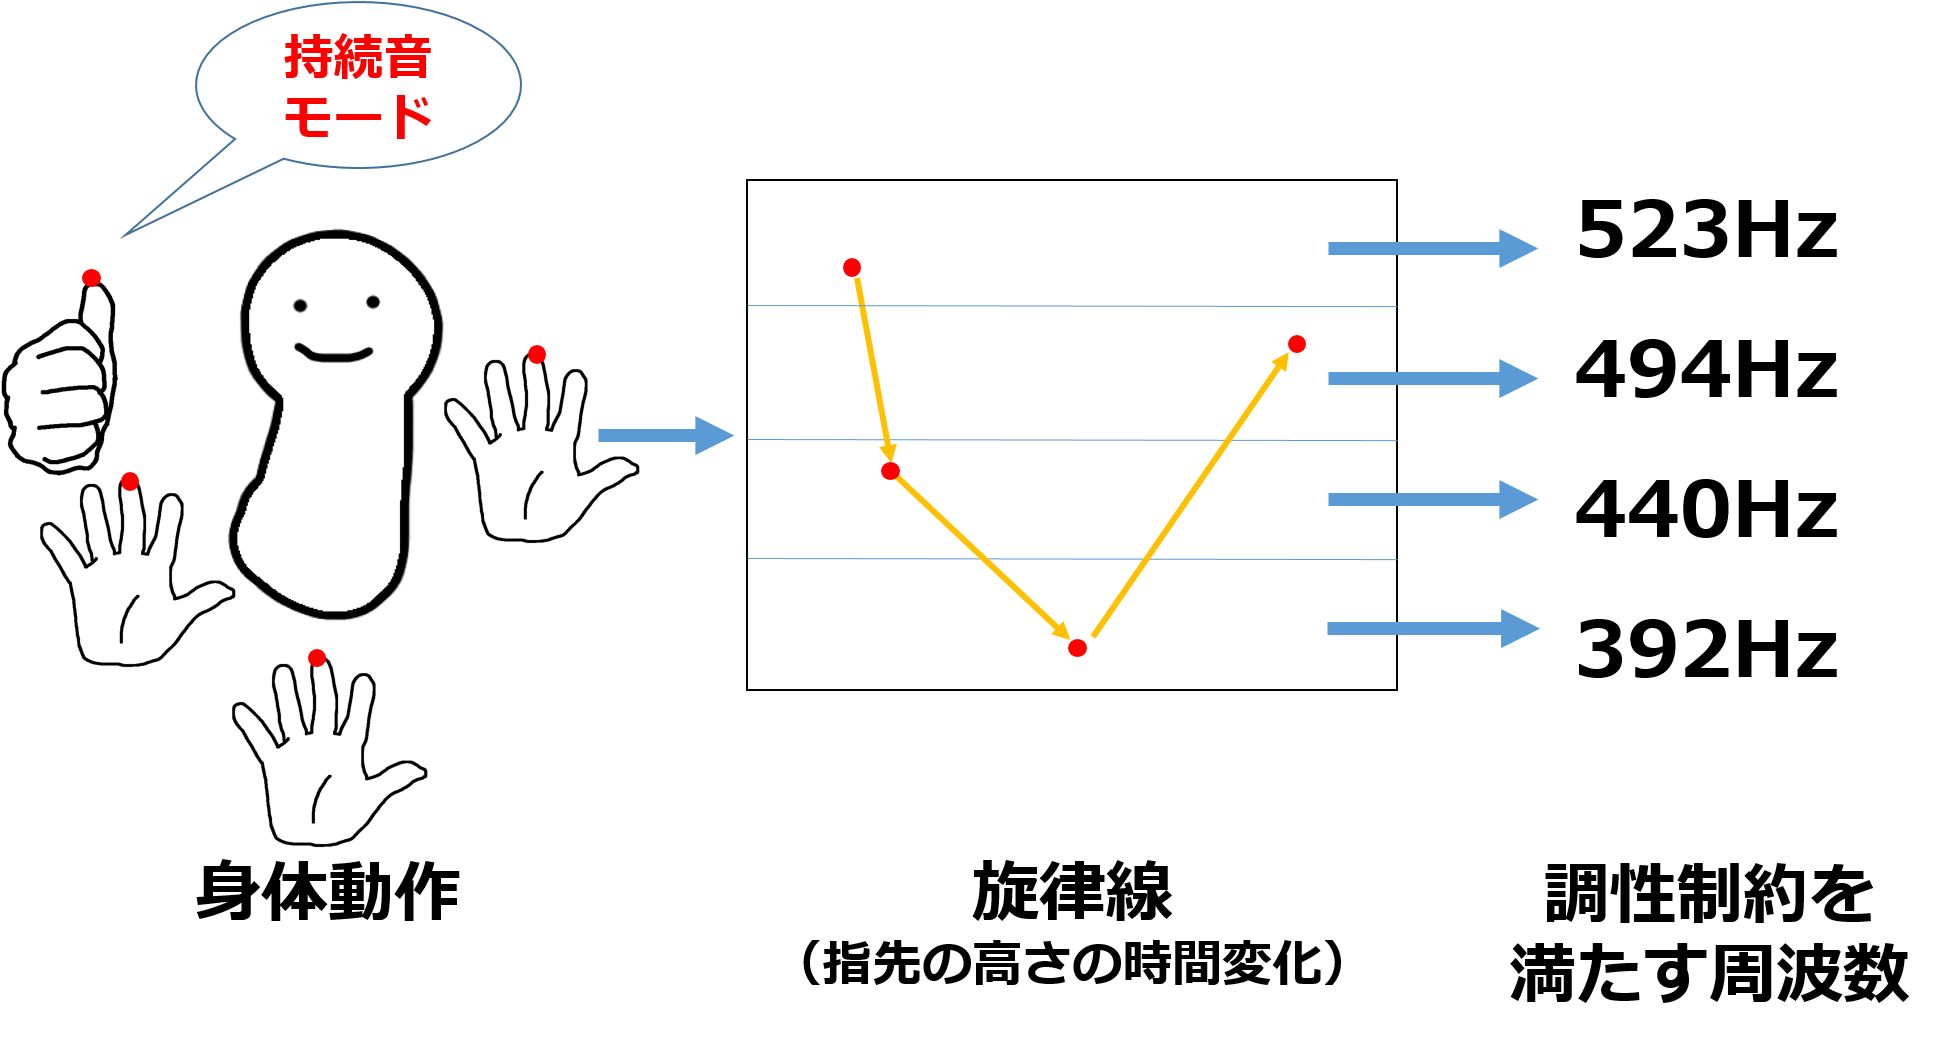 持続音
モード
523Hz
494Hz
440Hz
392Hz
身体動作
旋律線
（指先の高さの時間変化）
調性制約を
満たす周波数